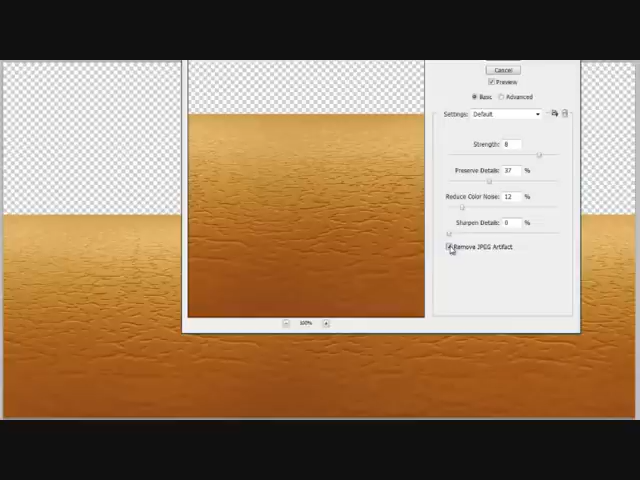 Cancel
Preview
Basic Advanced
Settings: Default
Strength: 8
Preserve Details: 37 %
Reduce Color Noise: 12 %
Sharpen Details: 0 %
Remove JPEG Artifact
100%